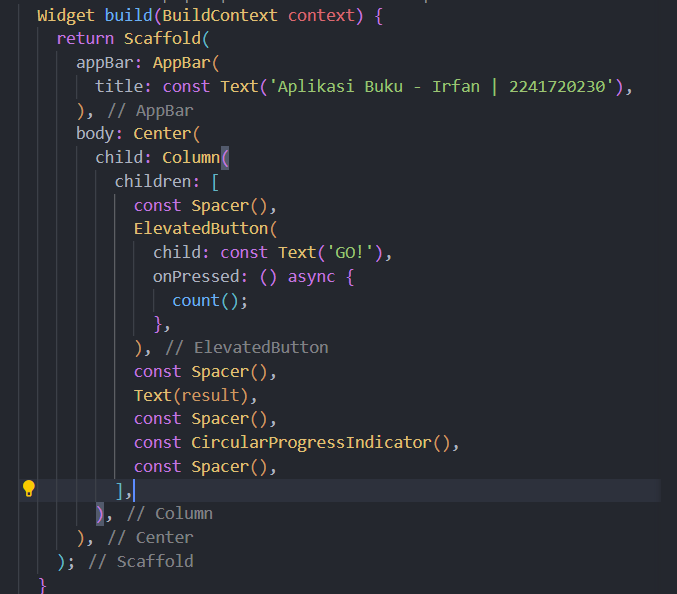 Widget build(BuildContext context) {
return Scaffold(
appBar: AppBar(
title: const Text('Aplikasi Buku - Irfan | 2241720230'),
), // AppBar
body: Center(
child: Column(
children: [
const Spacer(),
ElevatedButton(
child: const Text('GO!'),
onPressed: () async {
count();
},
), // ElevatedButton
const Spacer(),
Text(result),
const Spacer(),
const CircularProgressIndicator(),
const Spacer(),
],
), // Column
), // Center
); // Scaffold
}